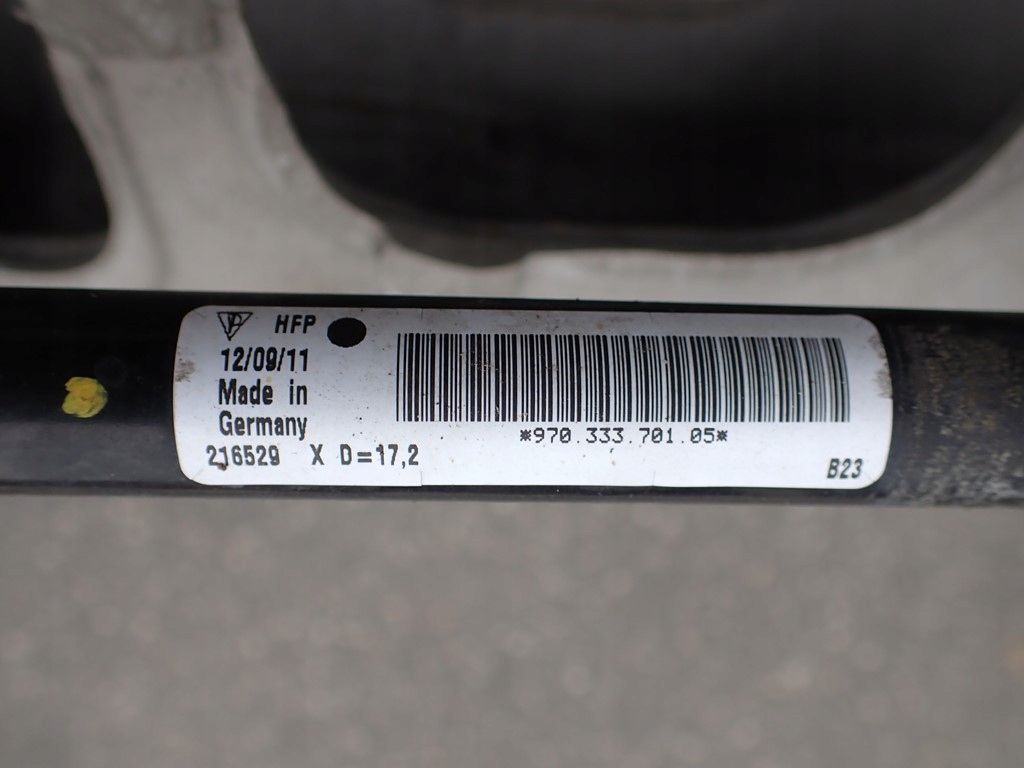 HFP
12/09/11
Made in
Germany
216529 X D=17,2
*970.333.701.05*
B23